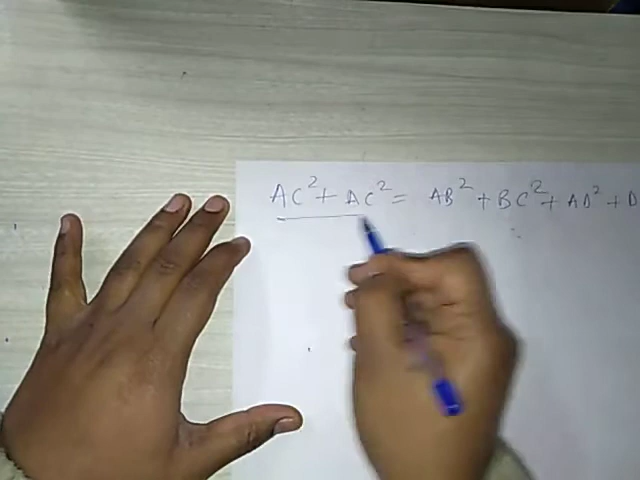 AC² + AC² = AB² + BC² + AD² + D